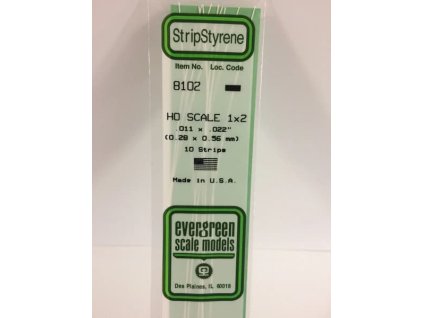 StripStyrene
Item No. Loc. Code
8102
HO SCALE 1x2
.011 x .022"
(0.28 x 0.56 mm)
10 Strips
Made in U.S.A.
evergreen
scale models
Des Plaines, IL 60018